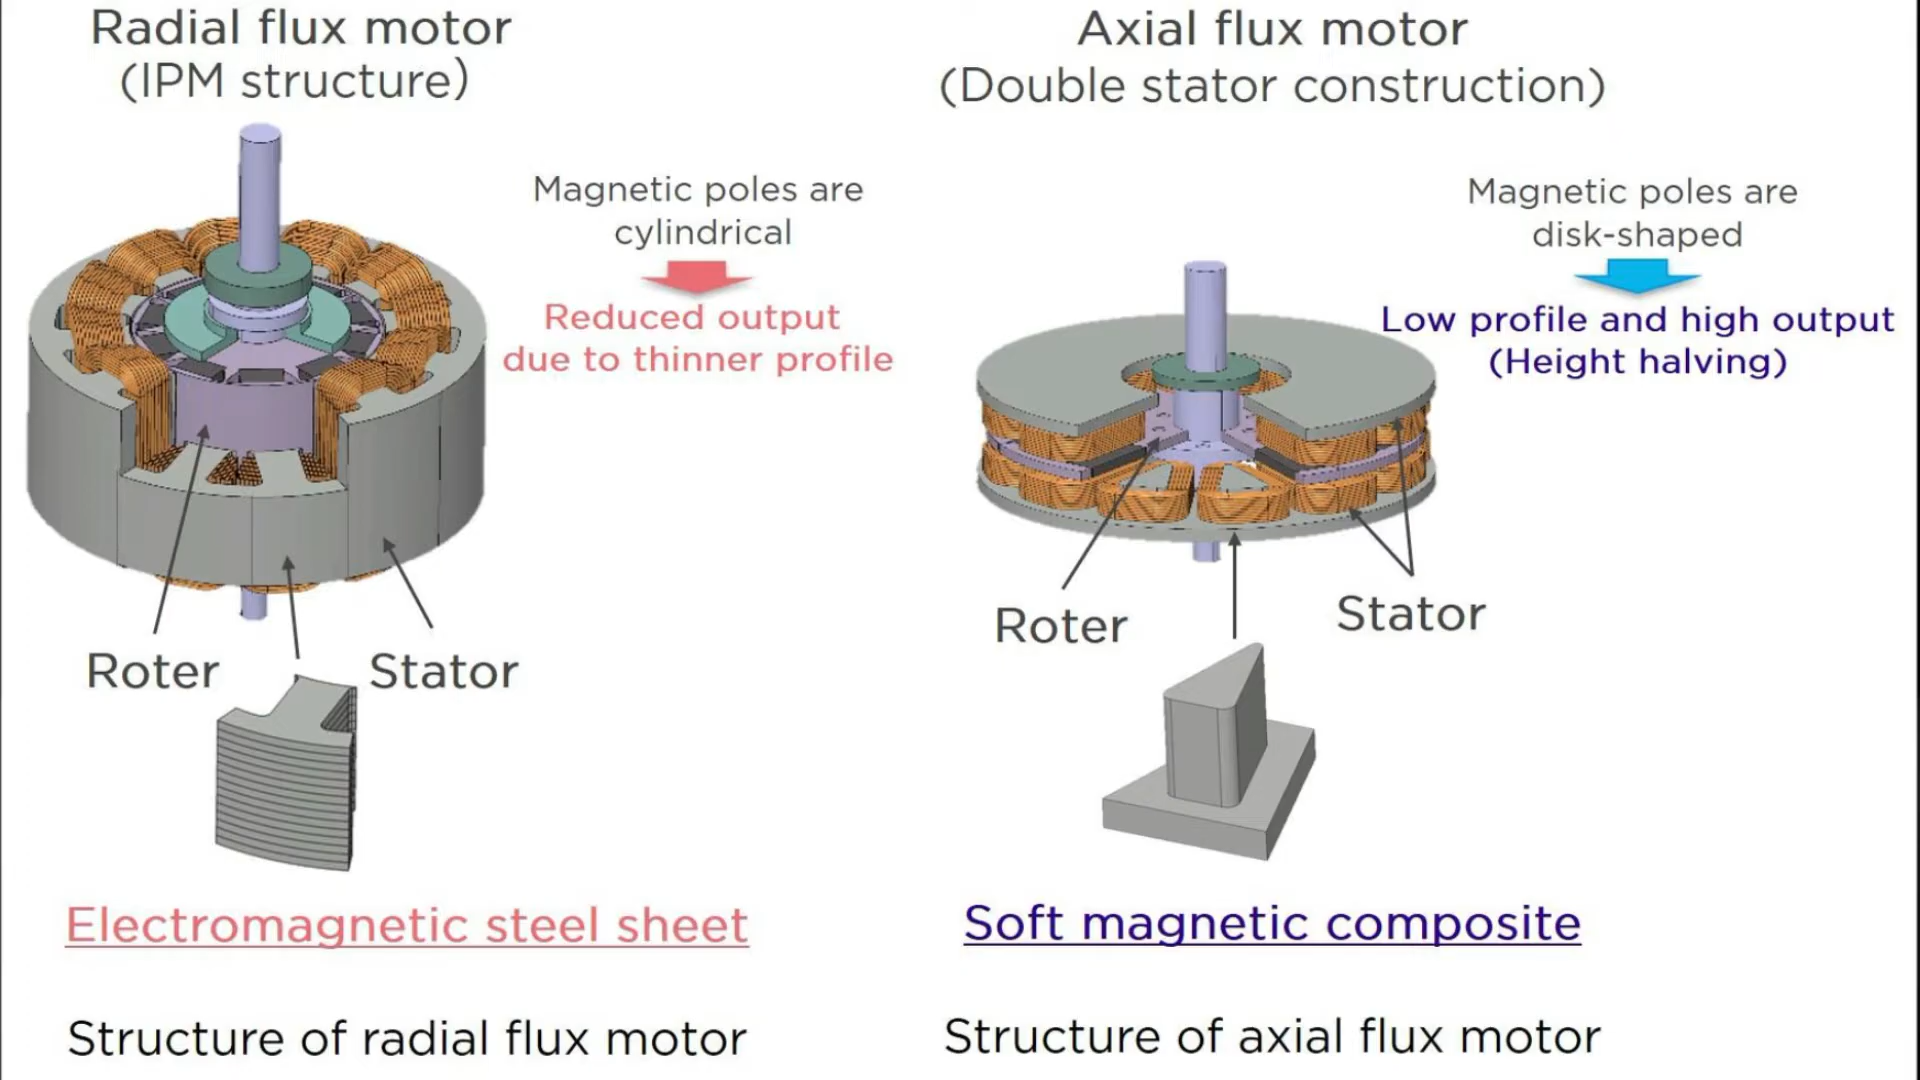 Radial flux motor
(IPM structure)
Magnetic poles are
cylindrical
Reduced output
due to thinner profile
Roter
Stator
Electromagnetic steel sheet
Structure of radial flux motor
Axial flux motor
(Double stator construction)
Magnetic poles are
disk-shaped
Low profile and high output
(Height halving)
Roter
Stator
Soft magnetic composite
Structure of axial flux motor